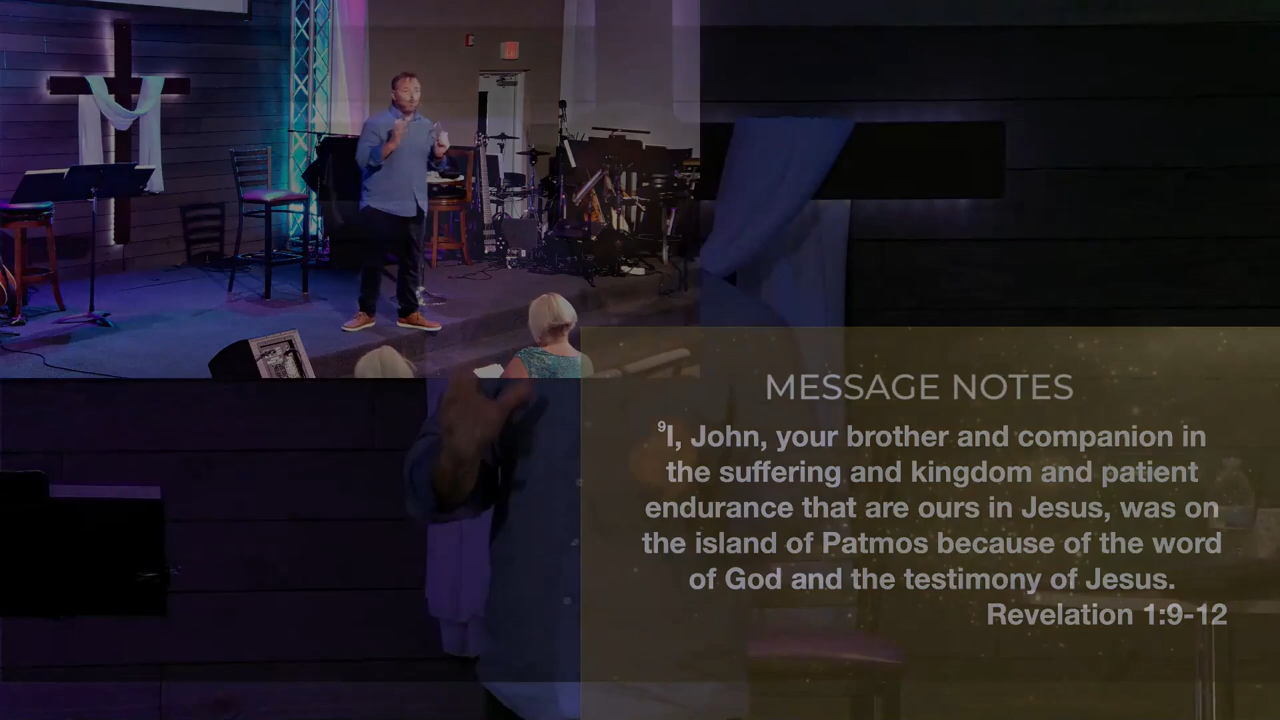 MESSAGE NOTES
⁹I, John, your brother and companion in
the suffering and kingdom and patient
endurance that are ours in Jesus, was on
the island of Patmos because of the word
of God and the testimony of Jesus.
Revelation 1:9-12